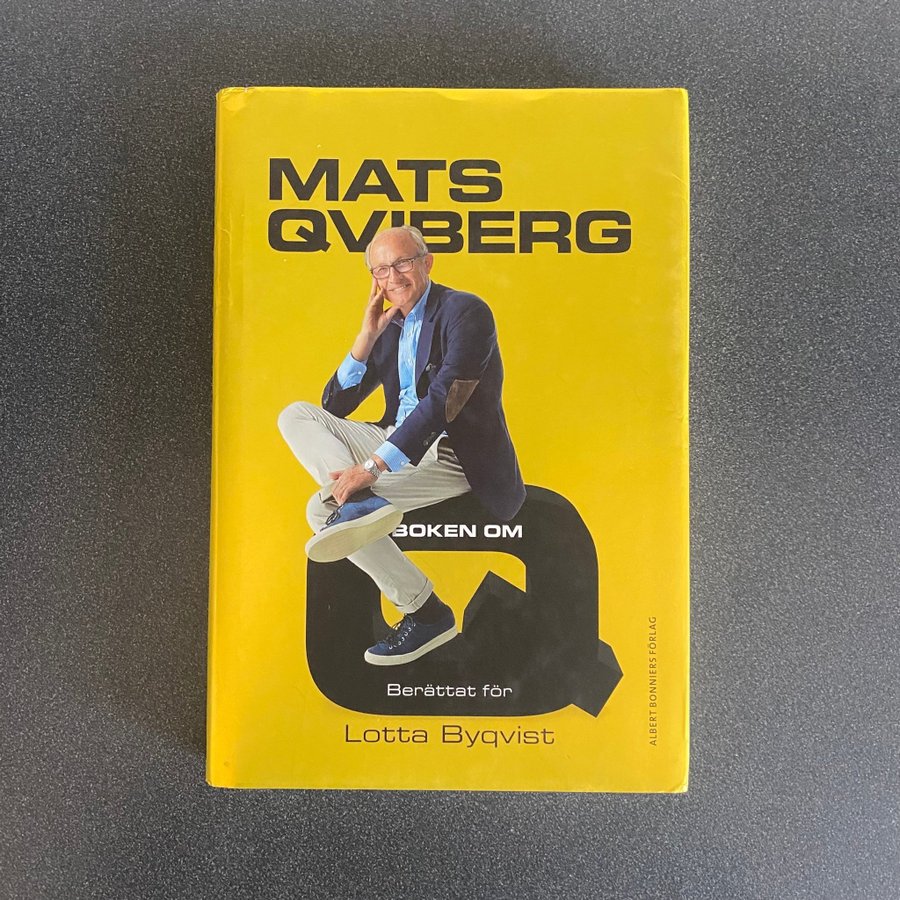 MATS
QVIBERG
BOKEN OM
Q
Berättat för
Lotta Byqvist
ALBERT BONNIERS FÖRLAG